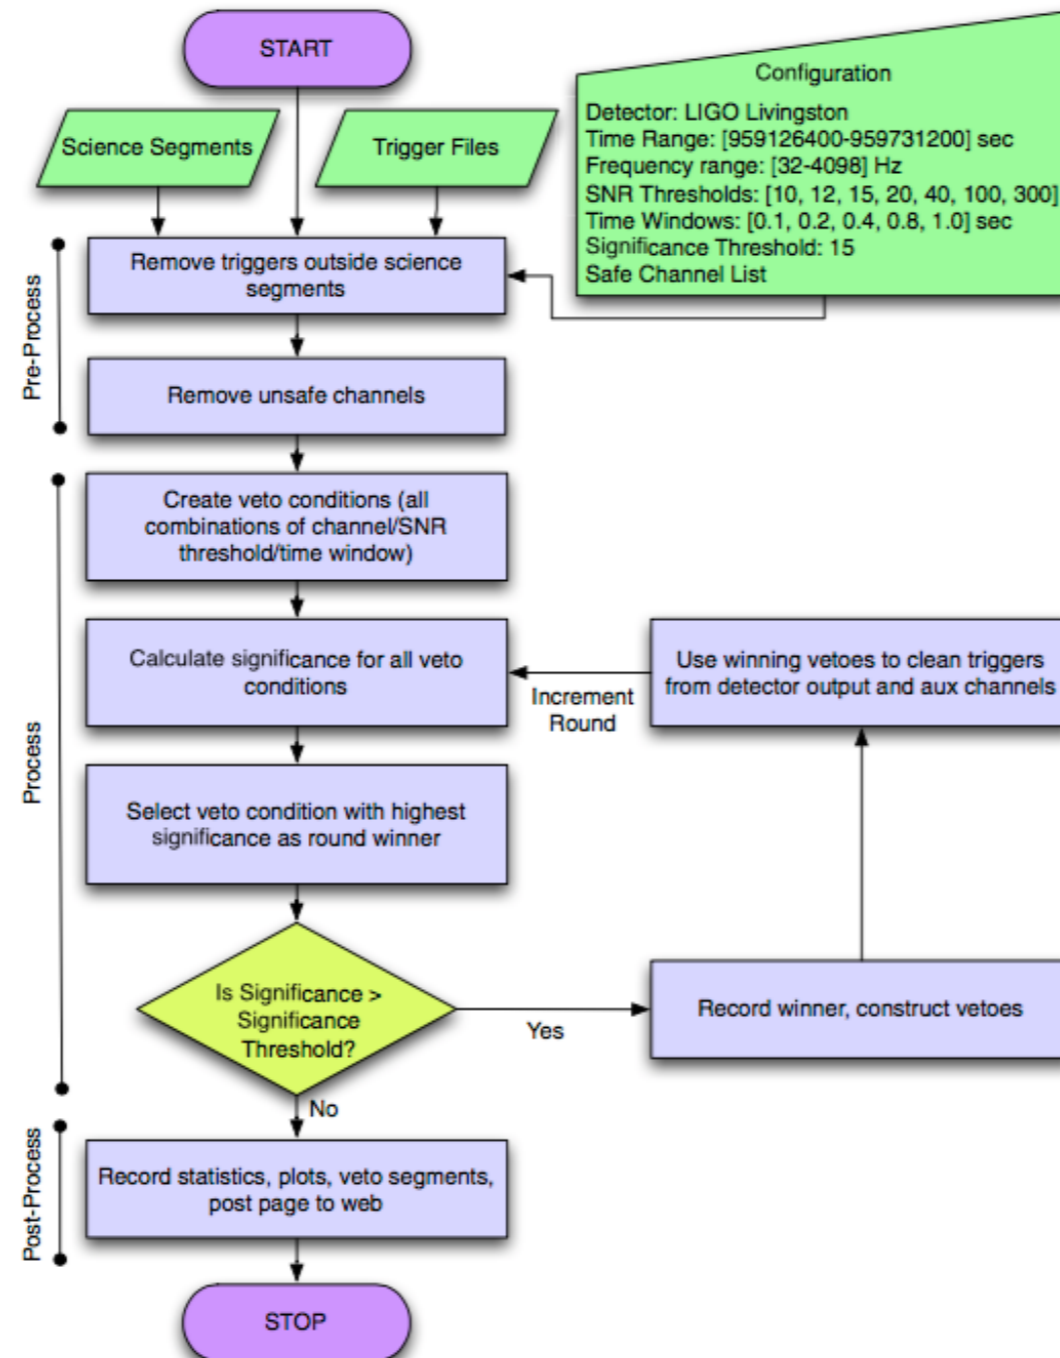 START
Science Segments
Trigger Files
Configuration
Detector: LIGO Livingston
Time Range: [959126400-959731200] sec
Frequency range: [32-4098] Hz
SNR Thresholds: [10, 12, 15, 20, 40, 100, 300]
Time Windows: [0.1, 0.2, 0.4, 0.8, 1.0] sec
Significance Threshold: 15
Safe Channel List
Pre-Process
Remove triggers outside science
segments
Remove unsafe channels
Process
Create veto conditions (all
combinations of channel/SNR
threshold/time window)
Calculate significance for all veto
conditions
Increment
Round
Use winning vetoes to clean triggers
from detector output and aux channels
Select veto condition with highest
significance as round winner
Is Significance >
Significance
Threshold?
Yes
Record winner, construct vetoes
No
Post-Process
Record statistics, plots, veto segments,
post page to web
STOP